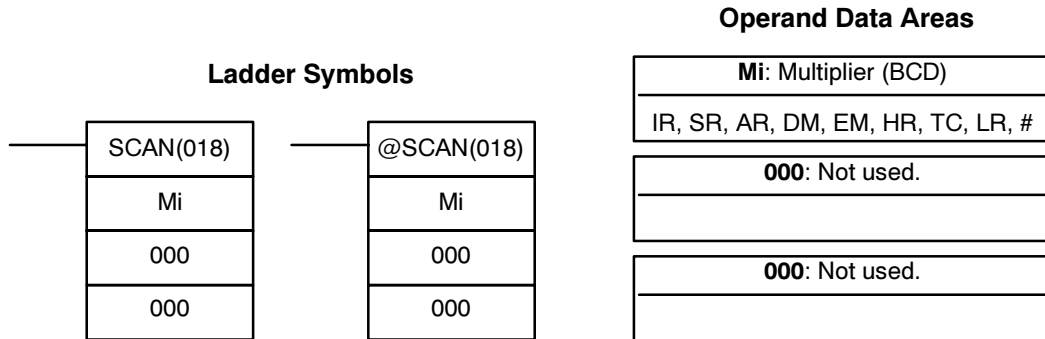 Operand Data Areas
Ladder Symbols
Mi: Multiplier (BCD)
IR, SR, AR, DM, EM, HR, TC, LR, #
000: Not used.
000: Not used.
SCAN(018)
Mi
000
000
@SCAN(018)
Mi
000
000